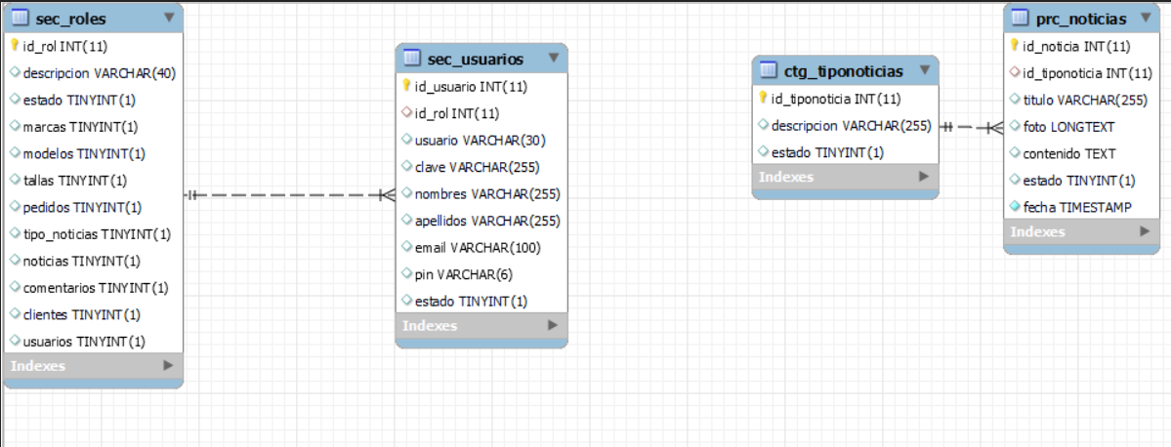 sec_roles
id_rol INT(11)
descripcion VARCHAR(40)
estado TINYINT(1)
marcas TINYINT(1)
modelos TINYINT(1)
tallas TINYINT(1)
pedidos TINYINT(1)
tipo_noticias TINYINT(1)
noticias TINYINT(1)
comentarios TINYINT(1)
clientes TINYINT(1)
usuarios TINYINT(1)
Indexes
sec_usuarios
id_usuario INT(11)
id_rol INT(11)
usuario VARCHAR(30)
clave VARCHAR(255)
nombres VARCHAR(255)
apellidos VARCHAR(255)
email VARCHAR(100)
pin VARCHAR(6)
estado TINYINT(1)
Indexes
ctg_tiponoticias
id_tiponoticia INT(11)
descripcion VARCHAR(255)
estado TINYINT(1)
Indexes
prc_noticias
id_noticia INT(11)
id_tiponoticia INT(11)
titulo VARCHAR(255)
foto LONGTEXT
contenido TEXT
estado TINYINT(1)
fecha TIMESTAMP
Indexes